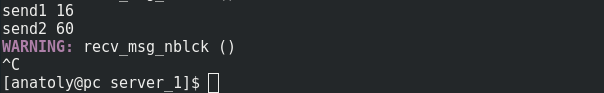 send1 16
send2 60
WARNING: recv_msg_nblck ()
^C
[anatoly@pc server_1]$